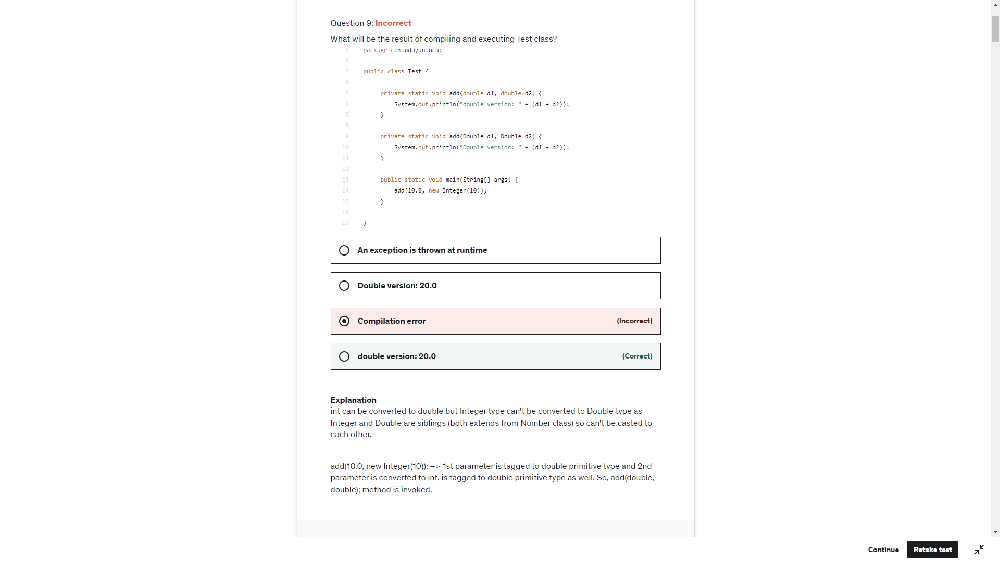 Question 9: Incorrect
What will be the result of compiling and executing Test class?
1 package com.udayan.oca;
2
3 public class Test {
4
5 private static void add(double d1, double d2) {
6 System.out.println("double version: " + (d1 + d2));
7 }
8
9 private static void add(Double d1, Double d2) {
10 System.out.println("Double version: " + (d1 + d2));
11 }
12
13 public static void main(String[] args) {
14 add(10.0, new Integer(10));
15 }
16
17 }
An exception is thrown at runtime
Double version: 20.0
Compilation error (Incorrect)
double version: 20.0 (Correct)
Explanation
int can be converted to double but Integer type can't be converted to Double type as
Integer and Double are siblings (both extends from Number class) so can't be casted to
each other.
add(10.0, new Integer(10)); => 1st parameter is tagged to double primitive type and 2nd
parameter is converted to int, is tagged to double primitive type as well. So, add(double,
double); method is invoked.
Continue Retake test